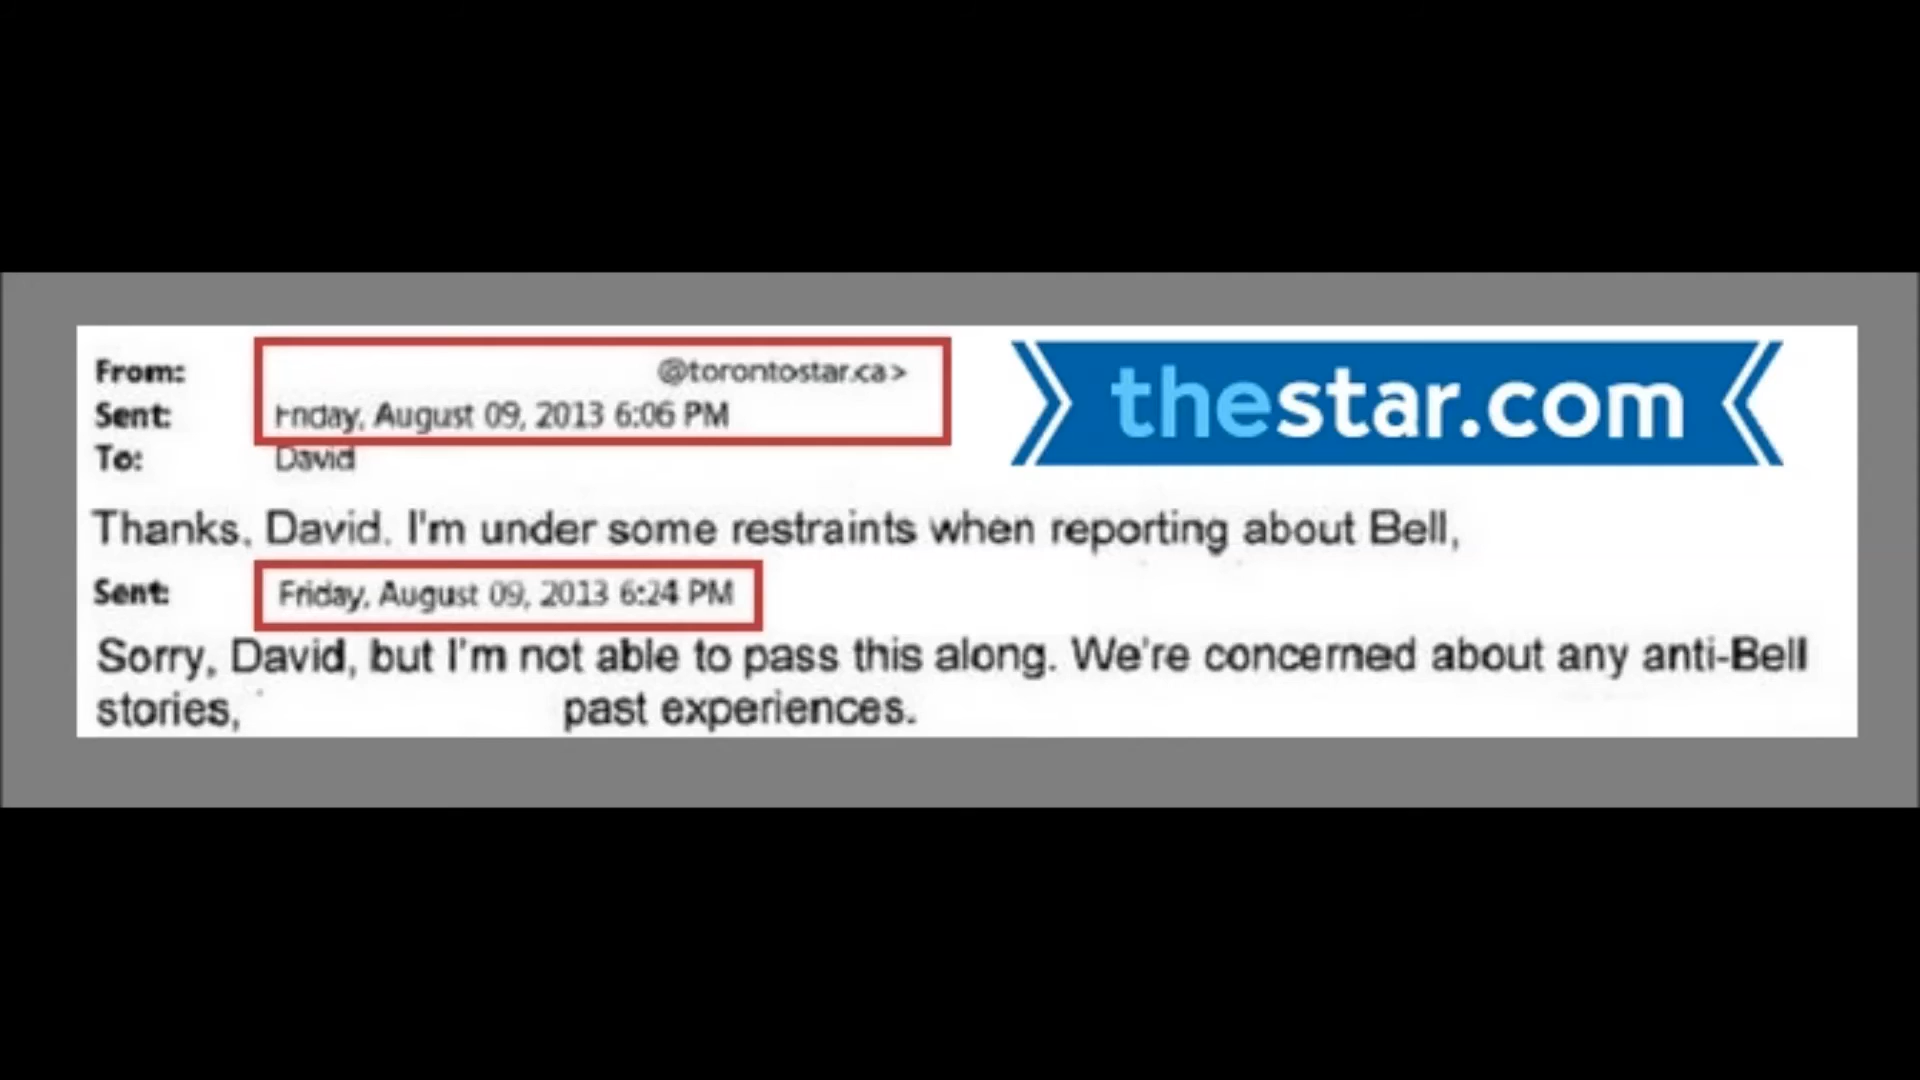 From: @torontostar.ca>
Sent: Friday, August 09, 2013 6:06 PM
To: David
thestar.com
Thanks, David. I'm under some restraints when reporting about Bell,
Sent: Friday, August 09, 2013 6:24 PM
Sorry, David, but I'm not able to pass this along. We're concerned about any anti-Bell
stories, past experiences.